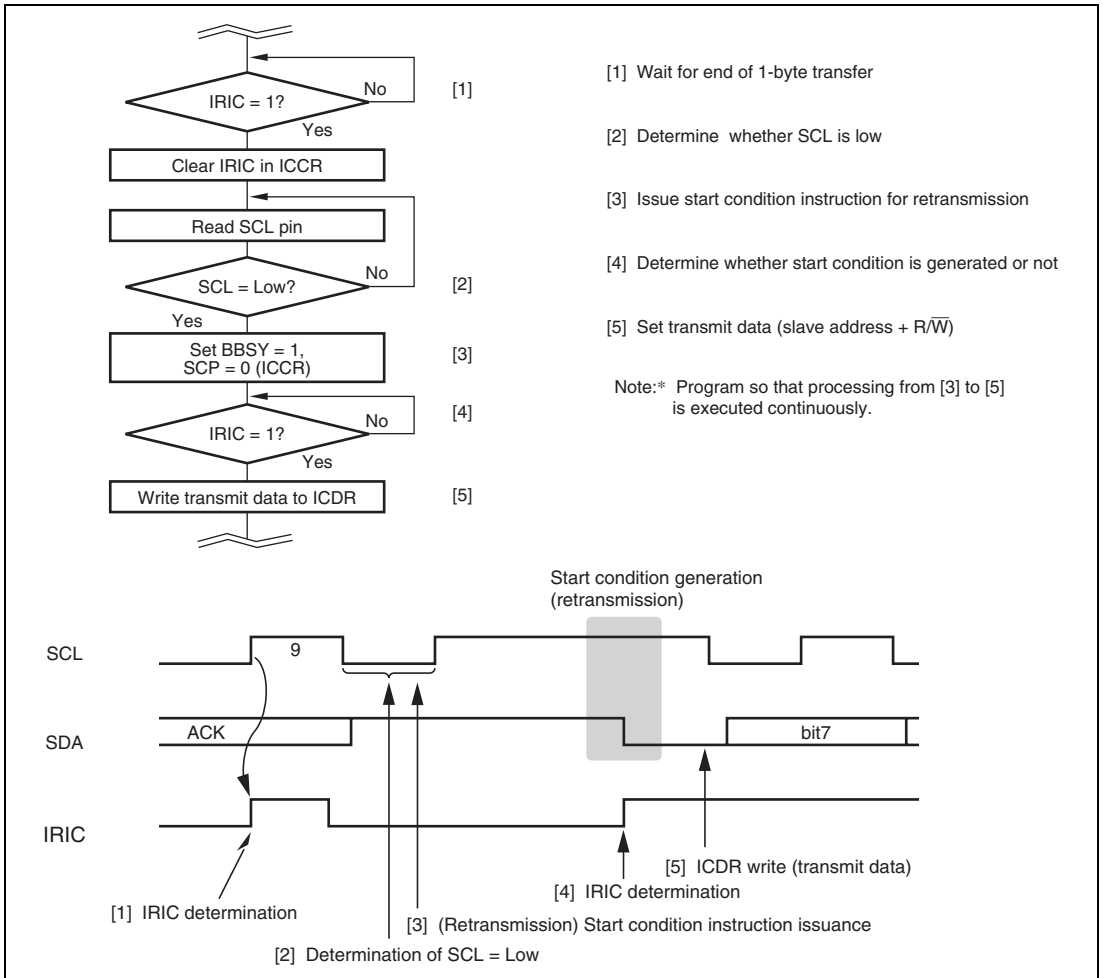 IRIC = 1?
No
[1]
Yes
Clear IRIC in ICCR
Read SCL pin
SCL = Low?
No
[2]
Yes
Set BBSY = 1,
SCP = 0 (ICCR)
[3]
IRIC = 1?
No
[4]
Yes
Write transmit data to ICDR
[5]
[1] Wait for end of 1-byte transfer
[2] Determine whether SCL is low
[3] Issue start condition instruction for retransmission
[4] Determine whether start condition is generated or not
[5] Set transmit data (slave address + R/W̅)
Note:* Program so that processing from [3] to [5]
is executed continuously.
Start condition generation
(retransmission)
SCL
9
SDA
ACK
bit7
IRIC
[5] ICDR write (transmit data)
[4] IRIC determination
[1] IRIC determination
[3] (Retransmission) Start condition instruction issuance
[2] Determination of SCL = Low